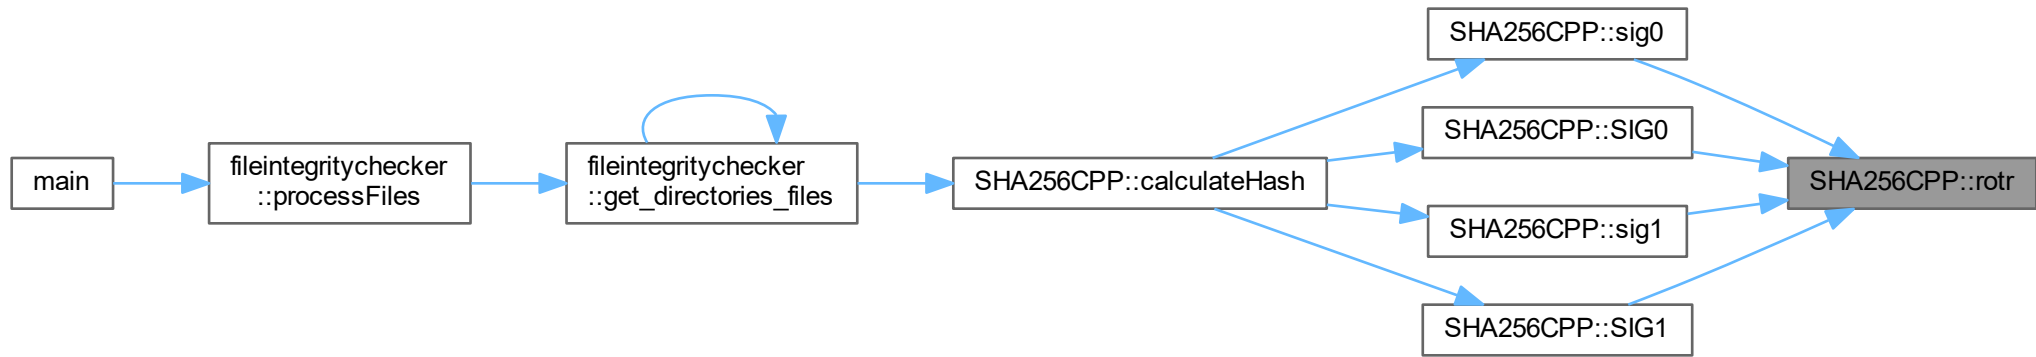 main
fileintegritychecker
::processFiles
fileintegritychecker
::get_directories_files
SHA256CPP::calculateHash
SHA256CPP::sig0
SHA256CPP::SIG0
SHA256CPP::sig1
SHA256CPP::SIG1
SHA256CPP::rotr